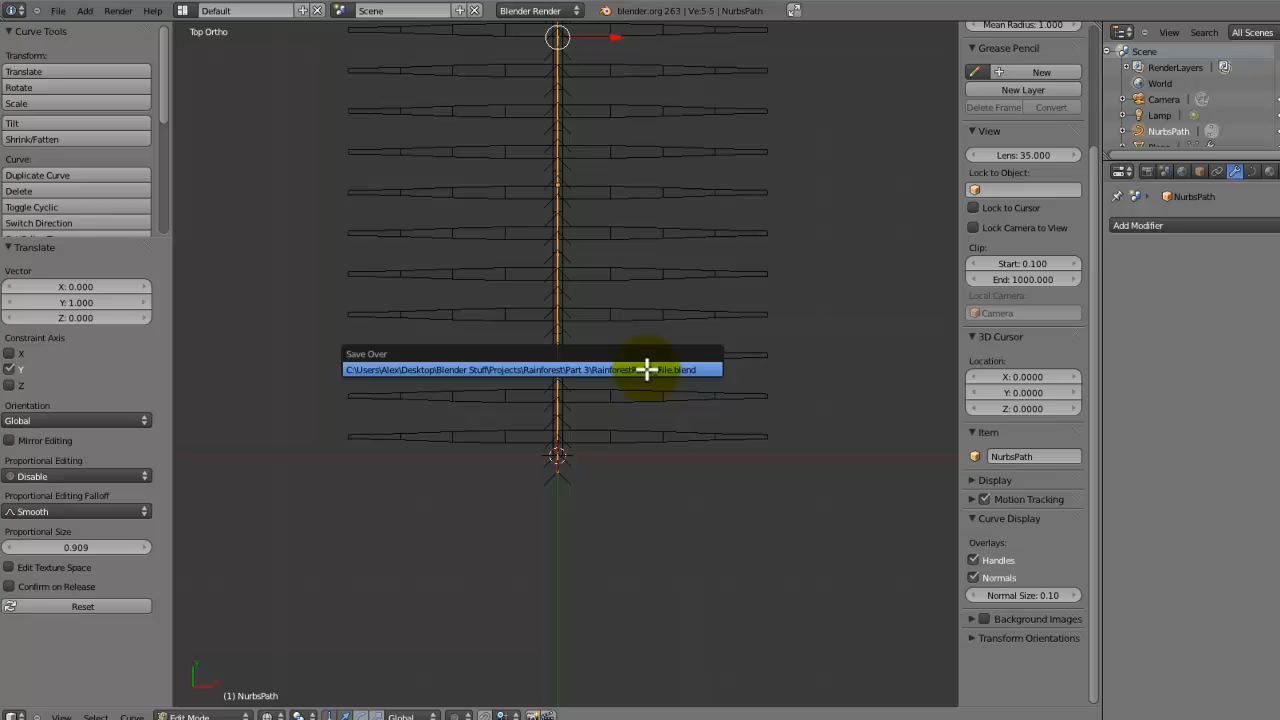 File Add Render Help Default Scene Blender Render blender.org 263 | Ve:5-5 | NurbsPath
Curve Tools
Transform:
Translate
Rotate
Scale
Tilt
Shrink/Fatten
Curve:
Duplicate Curve
Delete
Toggle Cyclic
Switch Direction
Translate
Vector
X: 0.000
Y: 1.000
Z: 0.000
Constraint Axis
X
Y
Z
Orientation
Global
Mirror Editing
Proportional Editing
Disable
Proportional Editing Falloff
Smooth
Proportional Size
0.909
Edit Texture Space
Confirm on Release
Reset
Top Ortho
Save Over
C:\Users\Alex\Desktop\Blender Stuff\Projects\Rainforest\Part 3\Rainforest
File.blend
(1) NurbsPath
View Select Curve Edit Mode Global
Mean Radius: 1.000
Grease Pencil
New
New Layer
Delete Frame Convert
View
Lens: 35.000
Lock to Object:
Lock to Cursor
Lock Camera to View
Clip:
Start: 0.100
End: 1000.000
Local Camera
Camera
3D Cursor
Location:
X: 0.0000
Y: 0.0000
Z: 0.0000
Item
NurbsPath
Display
Motion Tracking
Curve Display
Overlays:
Handles
Normals
Normal Size: 0.10
Background Images
Transform Orientations
View Search All Scenes
Scene
RenderLayers
World
Camera
Lamp
NurbsPath
NurbsPath
Add Modifier